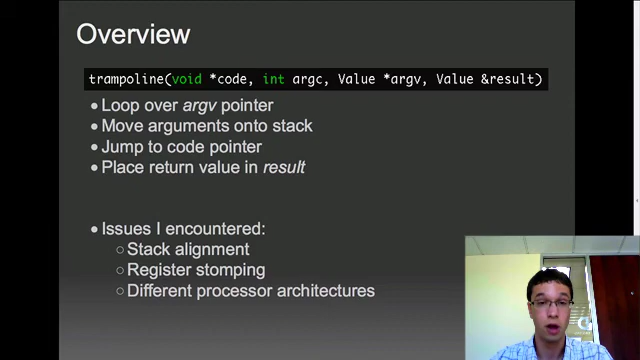 Overview
trampoline(void *code, int argc, Value *argv, Value &result)
● Loop over argv pointer
● Move arguments onto stack
● Jump to code pointer
● Place return value in result
● Issues I encountered:
○ Stack alignment
○ Register stomping
○ Different processor architectures